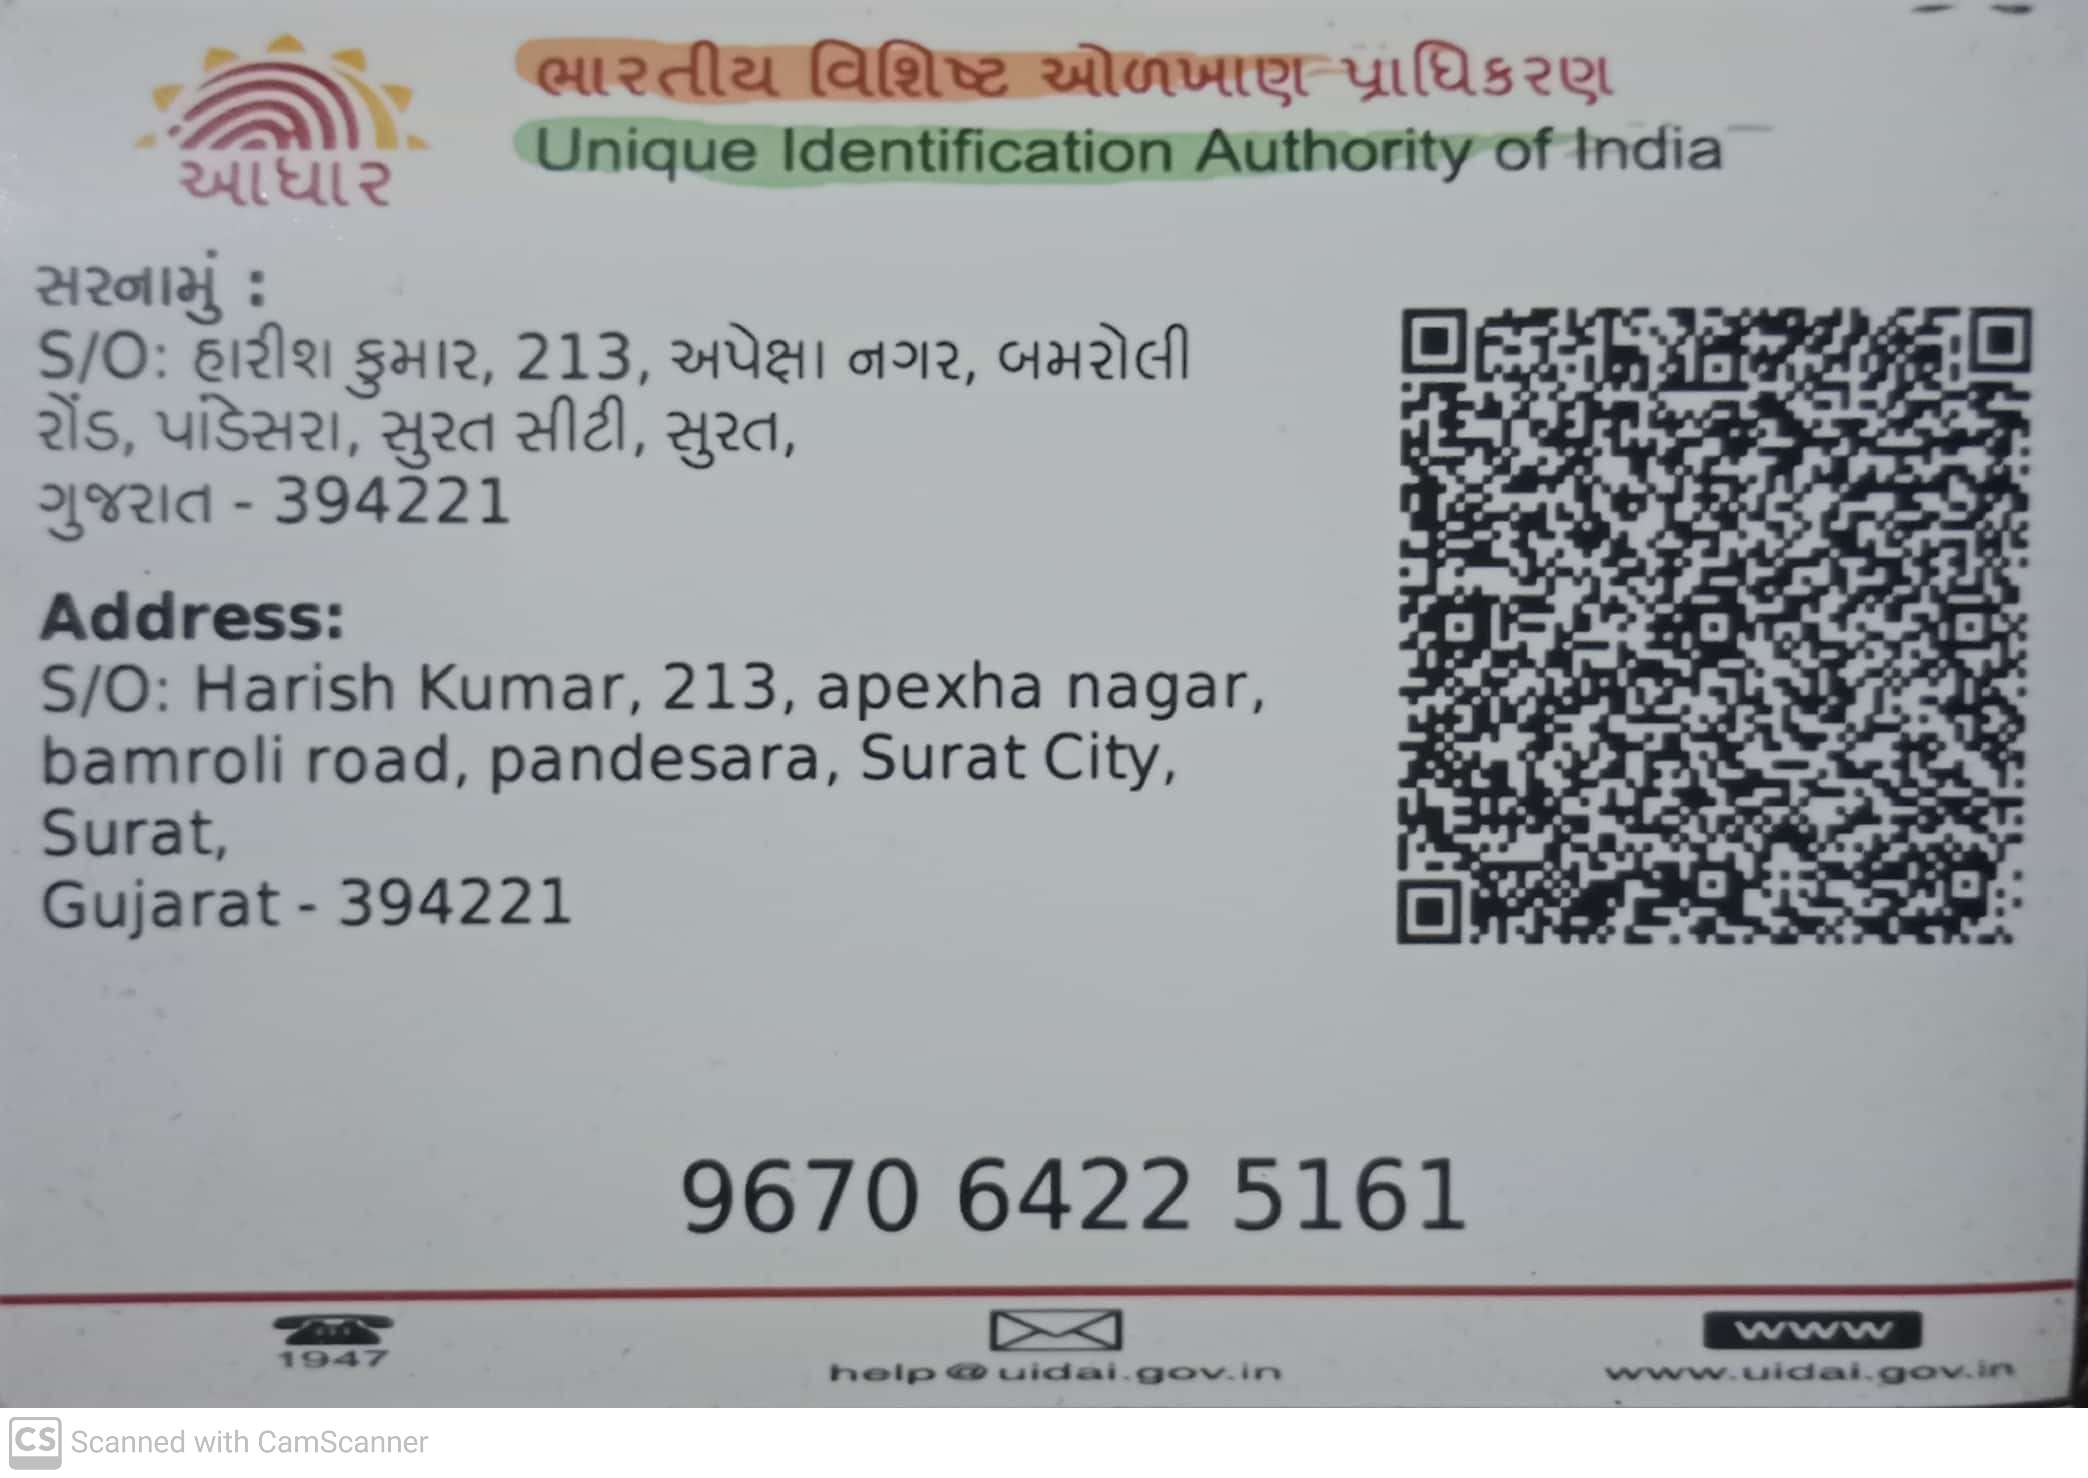 આધાર
ભારતીય વિશિષ્ટ ઓળખાણ પ્રાધિકરણ
Unique Identification Authority of India
સરનામું :
S/O: હારીશ કુમાર, 213, અપેક્ષા નગર, બમરોલી
રોંડ, પાંડેસરા, સુરત સીટી, સુરત,
ગુજરાત - 394221
Address:
S/O: Harish Kumar, 213, apexha nagar,
bamroli road, pandesara, Surat City,
Surat,
Gujarat - 394221
9670 6422 5161
1947
help@uidai.gov.in
www
www.uidai.gov.in
CS Scanned with CamScanner